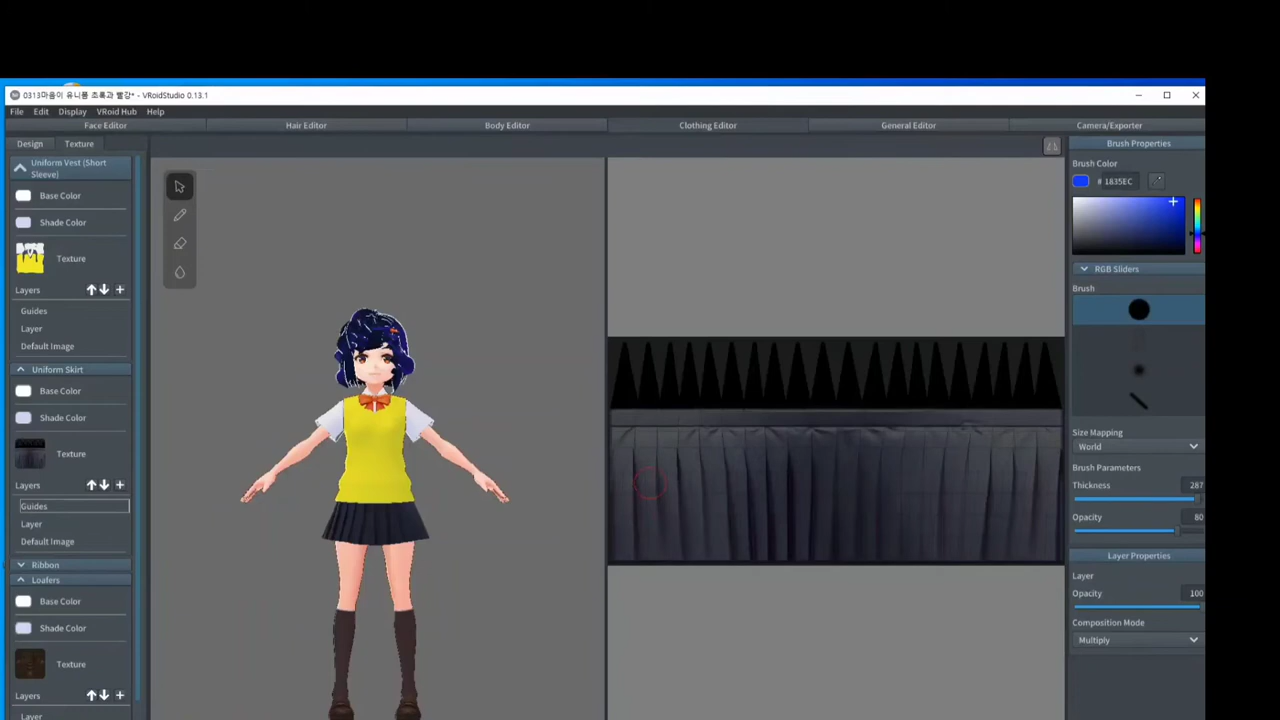 0313마음이 유니폼 초록과 빨강* - VRoidStudio 0.13.1
File Edit Display VRoid Hub Help
Face Editor Hair Editor Body Editor Clothing Editor General Editor Camera/Exporter
Design Texture
Uniform Vest (Short
Sleeve)
Base Color
Shade Color
Texture
Layers
Guides
Layer
Default Image
Uniform Skirt
Base Color
Shade Color
Texture
Layers
Guides
Layer
Default Image
Ribbon
Loafers
Base Color
Shade Color
Texture
Layers
Layer
Brush Properties
Brush Color
# 1835EC
RGB Sliders
Brush
Size Mapping
World
Brush Parameters
Thickness 287
Opacity 80
Layer Properties
Layer
Opacity 100
Composition Mode
Multiply